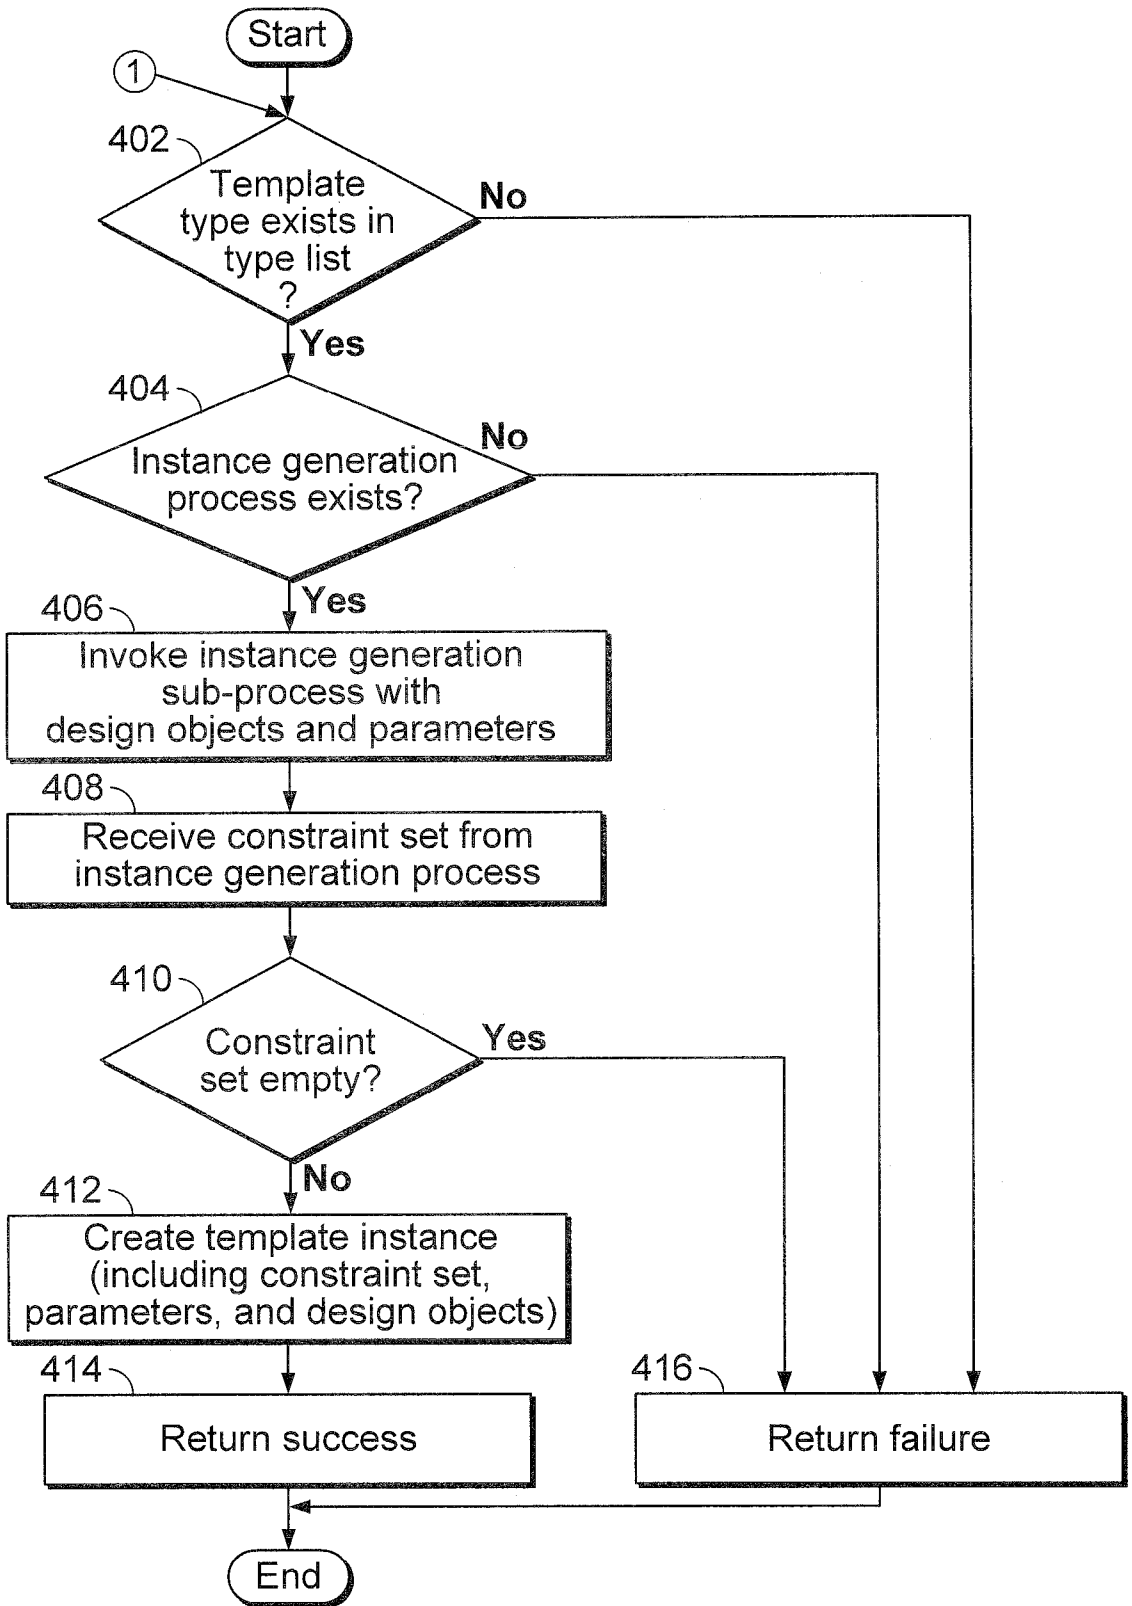 Start
1
402
Template
type exists in
type list
?
No
Yes
404
Instance generation
process exists?
No
Yes
406
Invoke instance generation
sub-process with
design objects and parameters
408
Receive constraint set from
instance generation process
410
Constraint
set empty?
Yes
No
412
Create template instance
(including constraint set,
parameters, and design objects)
414
Return success
416
Return failure
End